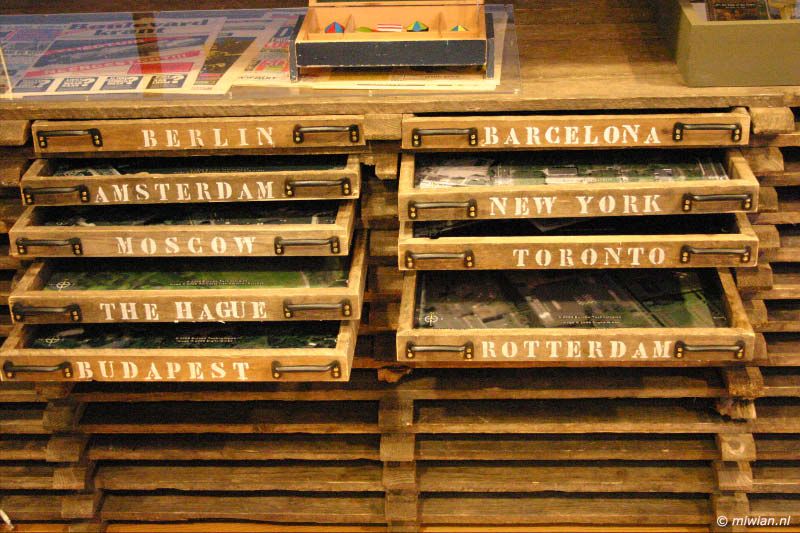 BERLIN
AMSTERDAM
MOSCOW
THE HAGUE
BUDAPEST
BARCELONA
NEW YORK
TORONTO
ROTTERDAM
© miwian.nl